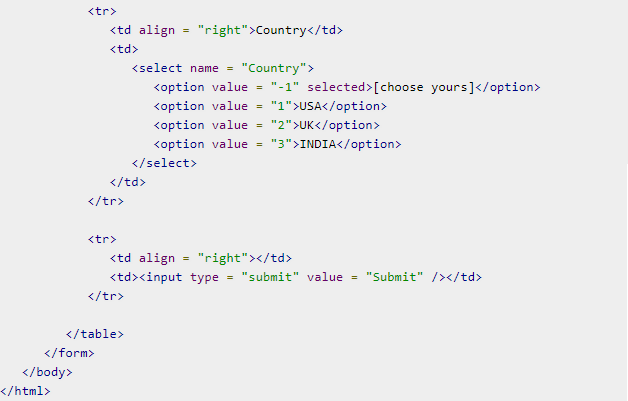 <tr>
<td align = "right">Country</td>
<td>
<select name = "Country">
<option value = "-1" selected>[choose yours]</option>
<option value = "1">USA</option>
<option value = "2">UK</option>
<option value = "3">INDIA</option>
</select>
</td>
</tr>
<tr>
<td align = "right"></td>
<td><input type = "submit" value = "Submit" /></td>
</tr>
</table>
</form>
</body>
</html>